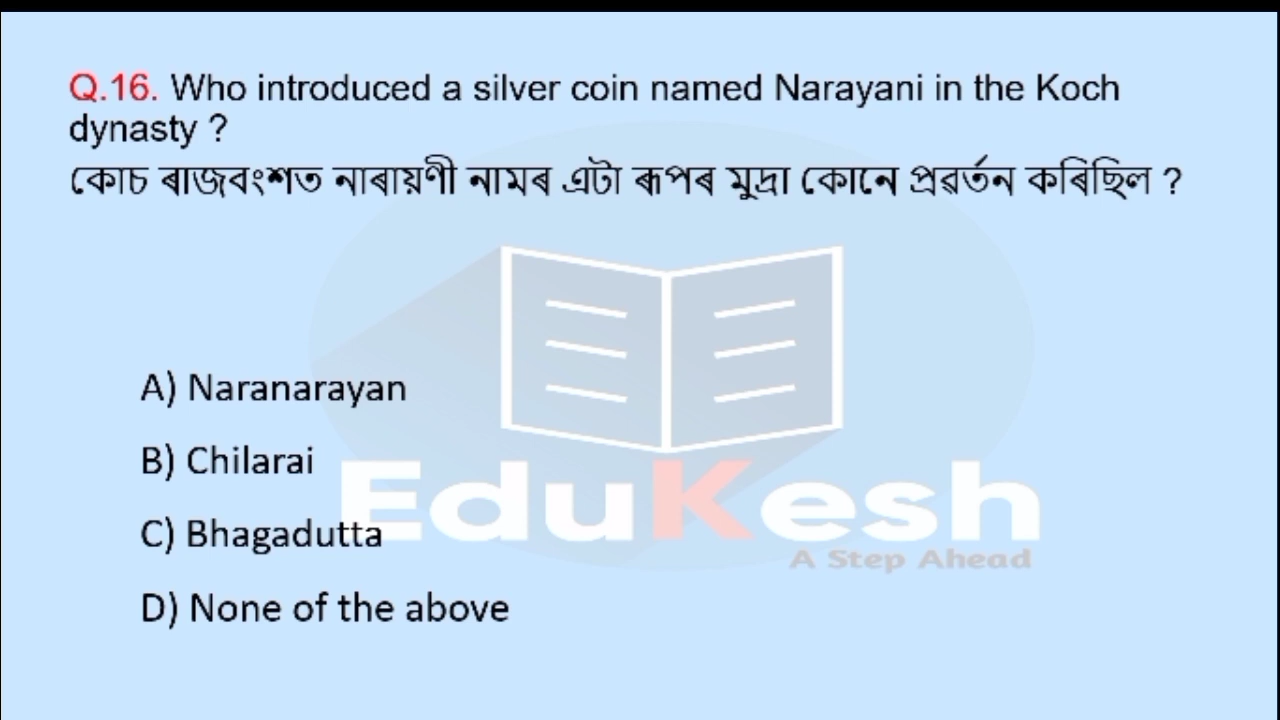 Q.16. Who introduced a silver coin named Narayani in the Koch
dynasty ?
কোচ ৰাজবংশত নাৰায়ণী নামৰ এটা ৰূপৰ মুদ্ৰা কোনে প্ৰৱৰ্তন কৰিছিল ?
A) Naranarayan
B) Chilarai
C) Bhagadutta
D) None of the above
EduKesh
A Step Ahead